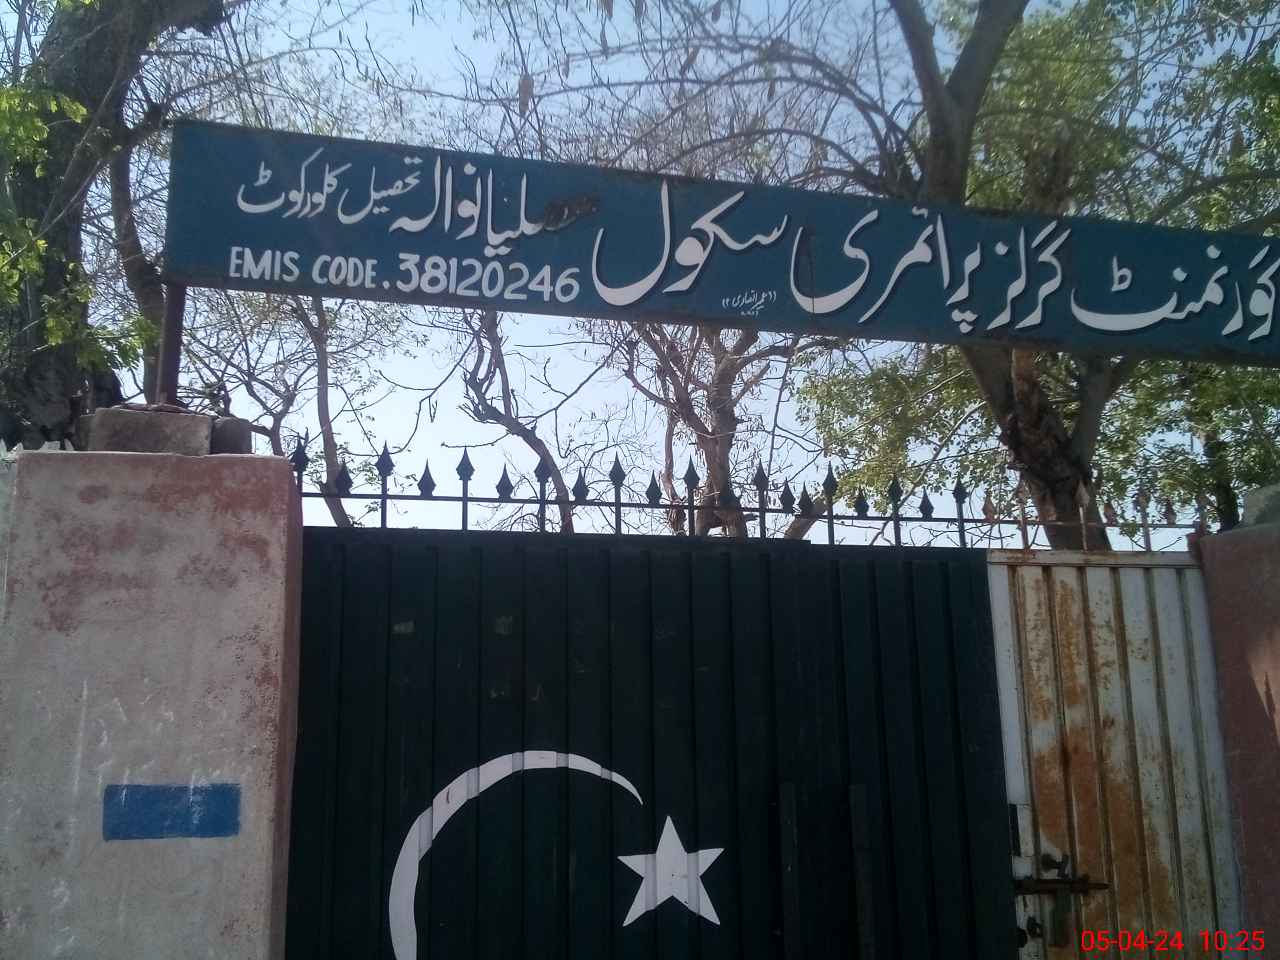 گورنمنٹ گرلز پرائمری سکول سلیانوالہ تحصیل کلورکوٹ
EMIS CODE. 38120246
05-04-24 10:25